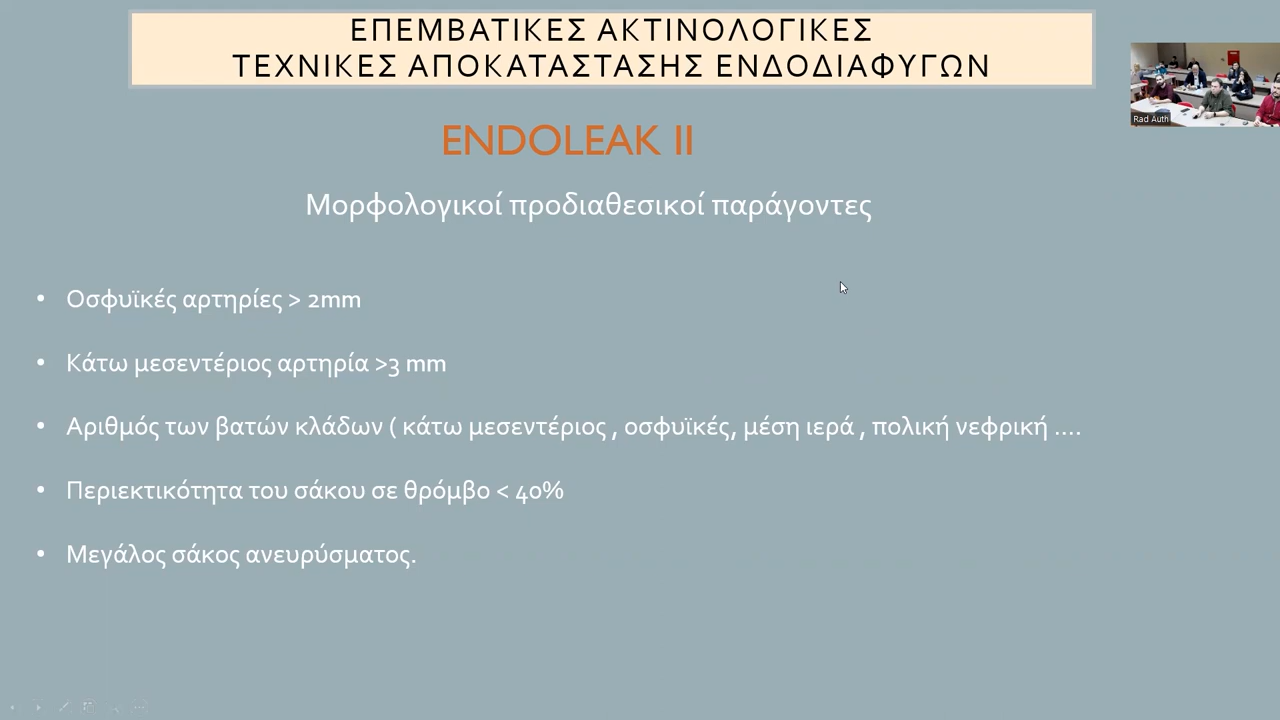 ΕΠΕΜΒΑΤΙΚΕΣ ΑΚΤΙΝΟΛΟΓΙΚΕΣ
ΤΕΧΝΙΚΕΣ ΑΠΟΚΑΤΑΣΤΑΣΗΣ ΕΝΔΟΔΙΑΦΥΓΩΝ
Rad Auth
ENDOLEAK II
Μορφολογικοί προδιαθεσικοί παράγοντες
• Οσφυϊκές αρτηρίες > 2mm
• Κάτω μεσεντέριος αρτηρία >3 mm
• Αριθμός των βατών κλάδων ( κάτω μεσεντέριος , οσφυϊκές, μέση ιερά , πολική νεφρική ....
• Περιεκτικότητα του σάκου σε θρόμβο < 40%
• Μεγάλος σάκος ανευρύσματος.